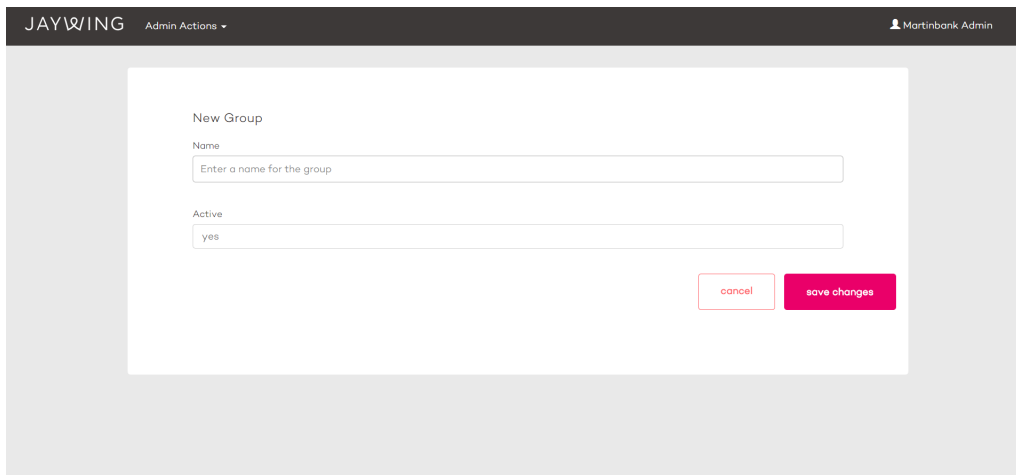 JAYWING Admin Actions Martinbank Admin
New Group
Name
Enter a name for the group
Active
yes
cancel save changes